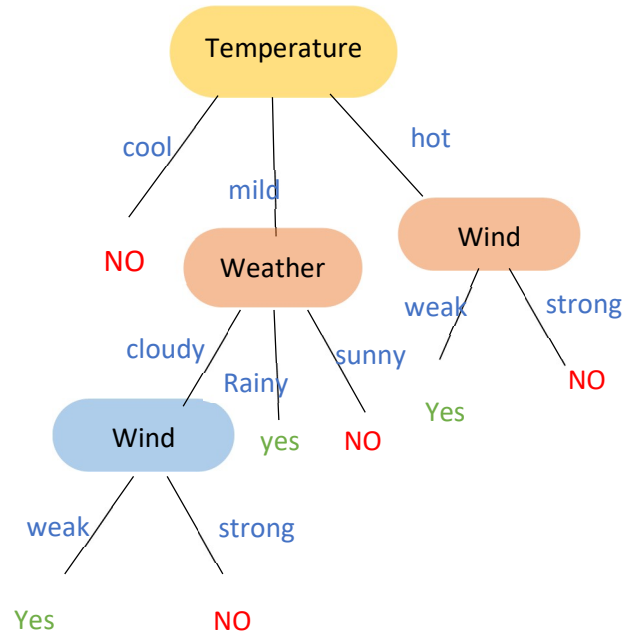 Temperature
cool
mild
hot
NO
Weather
Wind
weak
strong
cloudy
Rainy
sunny
Wind
yes
NO
Yes
NO
weak
strong
Yes
NO